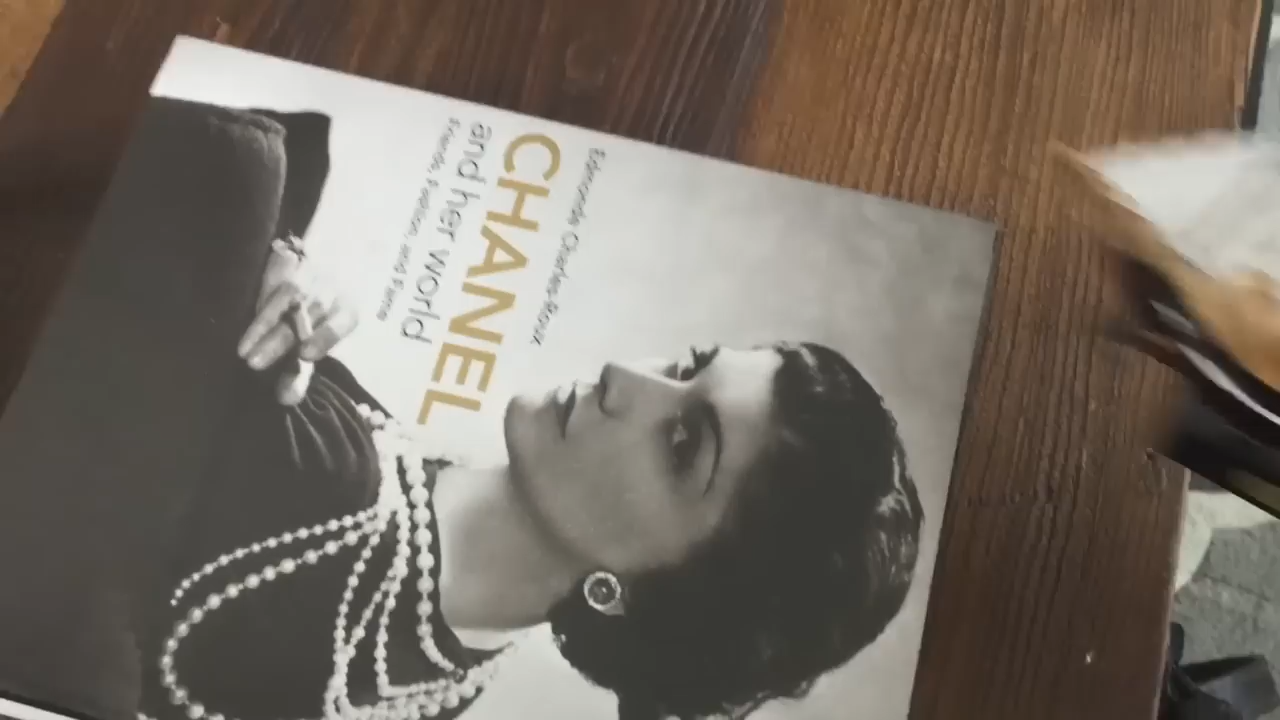 Edmonde Charles-Roux
CHANEL
and her world
Friends, Fashion, and Fame